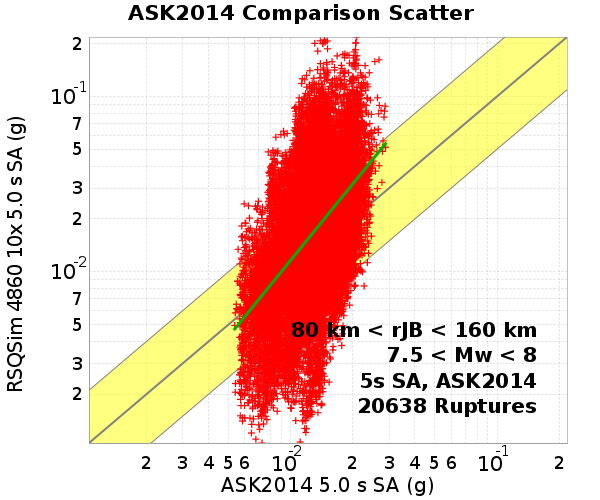 ASK2014 Comparison Scatter
RSQSim 4860 10x 5.0 s SA (g)
2
10^-1
7
5
3
2
10^-2
7
5
3
2
80 km < rJB < 160 km
7.5 < Mw < 8
5s SA, ASK2014
20638 Ruptures
2 3 4 5 6 10^-2 2 3 4 5 6 10^-1 2
ASK2014 5.0 s SA (g)